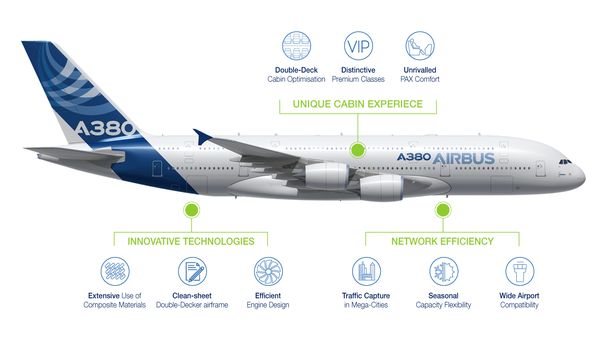 VIP
Double-Deck
Cabin Optimisation
Distinctive
Premium Classes
Unrivalled
PAX Comfort
UNIQUE CABIN EXPERIECE
A380
A380 AIRBUS
INNOVATIVE TECHNOLOGIES
NETWORK EFFICIENCY
Extensive Use of
Composite Materials
Clean-sheet
Double-Decker airframe
Efficient
Engine Design
Traffic Capture
in Mega-Cities
Seasonal
Capacity Flexibility
Wide Airport
Compatibility